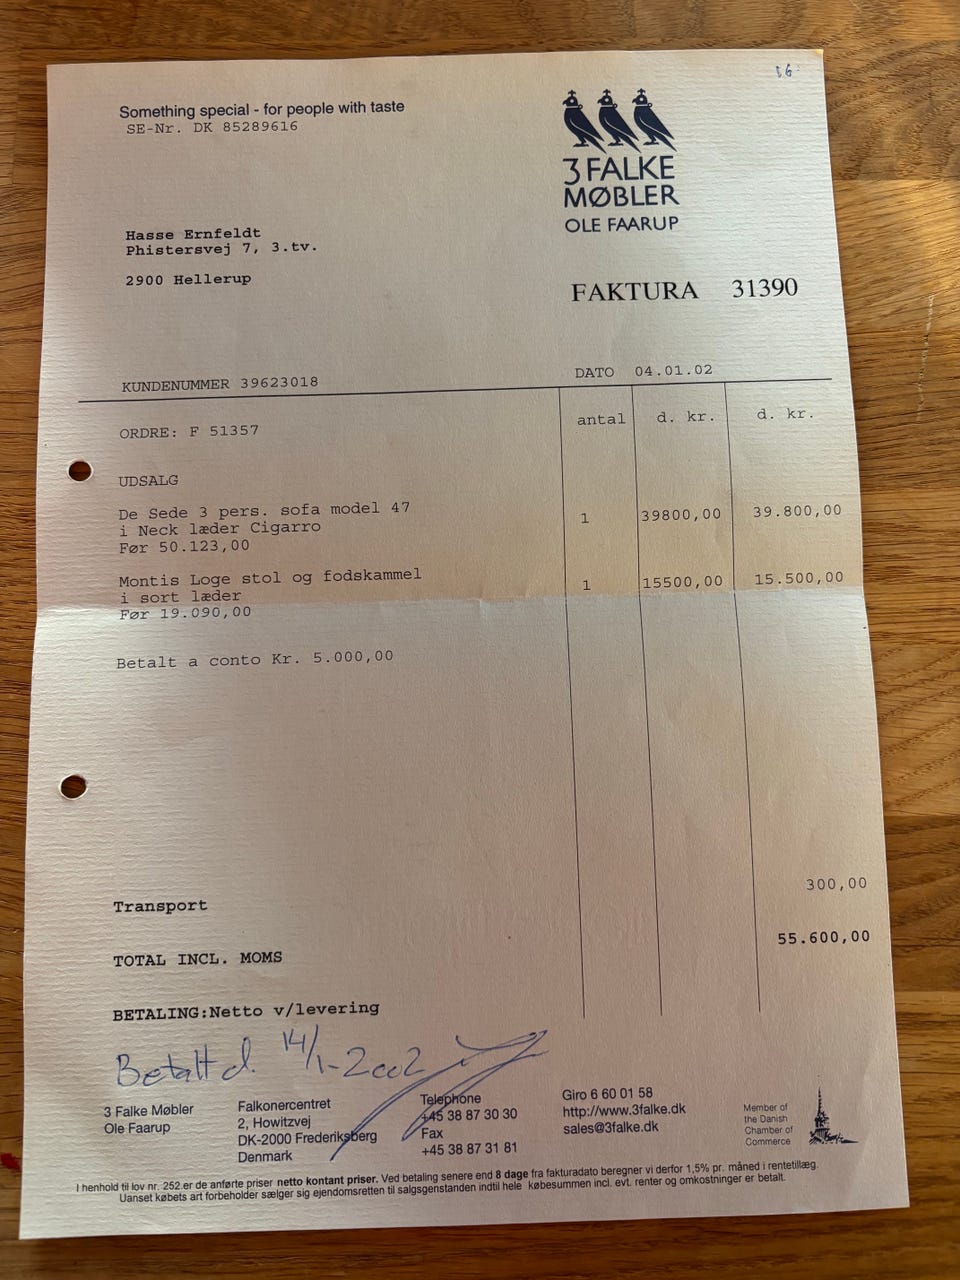 Something special - for people with taste
SE-Nr. DK 85289616
3 FALKE
MØBLER
OLE FAARUP
Hasse Ernfeldt
Phistersvej 7, 3.tv.
2900 Hellerup
FAKTURA 31390
KUNDENUMMER 39623018
DATO 04.01.02
ORDRE: F 51357
antal d. kr. d. kr.
UDSALG
De Sede 3 pers. sofa model 47
i Neck læder Cigarro
Før 50.123,00
1 39800,00 39.800,00
Montis Loge stol og fodskammel
i sort læder
Før 19.090,00
1 15500,00 15.500,00
Betalt a conto Kr. 5.000,00
Transport 300,00
TOTAL INCL. MOMS 55.600,00
BETALING:Netto v/levering
Betalt d. 14/1-2002
3 Falke Møbler
Ole Faarup
Falkonercentret
2, Howitzvej
DK-2000 Frederiksberg
Denmark
Telephone
+45 38 87 30 30
Fax
+45 38 87 31 81
Giro 6 60 01 58
http://www.3falke.dk
sales@3falke.dk
Member of
the Danish
Chamber of
Commerce
I henhold til lov nr. 252 er de anførte priser netto kontant priser. Ved betaling senere end 8 dage fra fakturadato beregner vi derfor 1,5% pr. måned i rentetillæg.
Uanset købets art forbeholder sælger sig ejendomsretten til salgsgenstanden indtil hele købesummen incl. evt. renter og omkostninger er betalt.